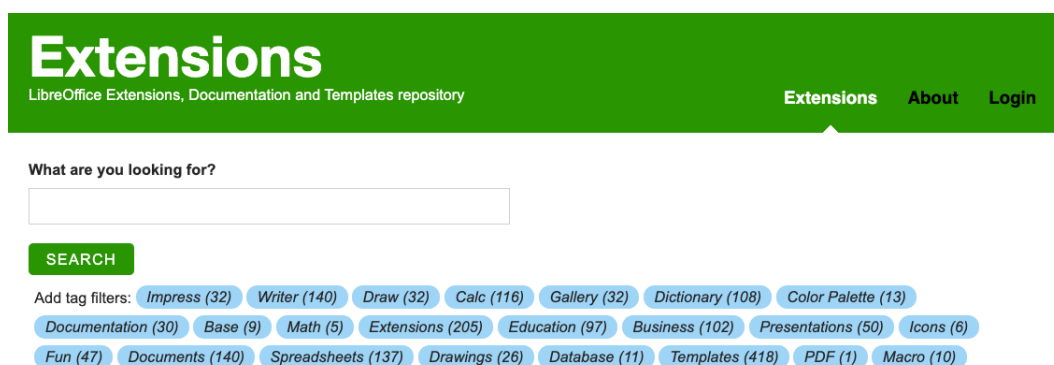 Extensions
LibreOffice Extensions, Documentation and Templates repository
Extensions About Login
What are you looking for?
SEARCH
Add tag filters: Impress (32) Writer (140) Draw (32) Calc (116) Gallery (32) Dictionary (108) Color Palette (13)
Documentation (30) Base (9) Math (5) Extensions (205) Education (97) Business (102) Presentations (50) Icons (6)
Fun (47) Documents (140) Spreadsheets (137) Drawings (26) Database (11) Templates (418) PDF (1) Macro (10)